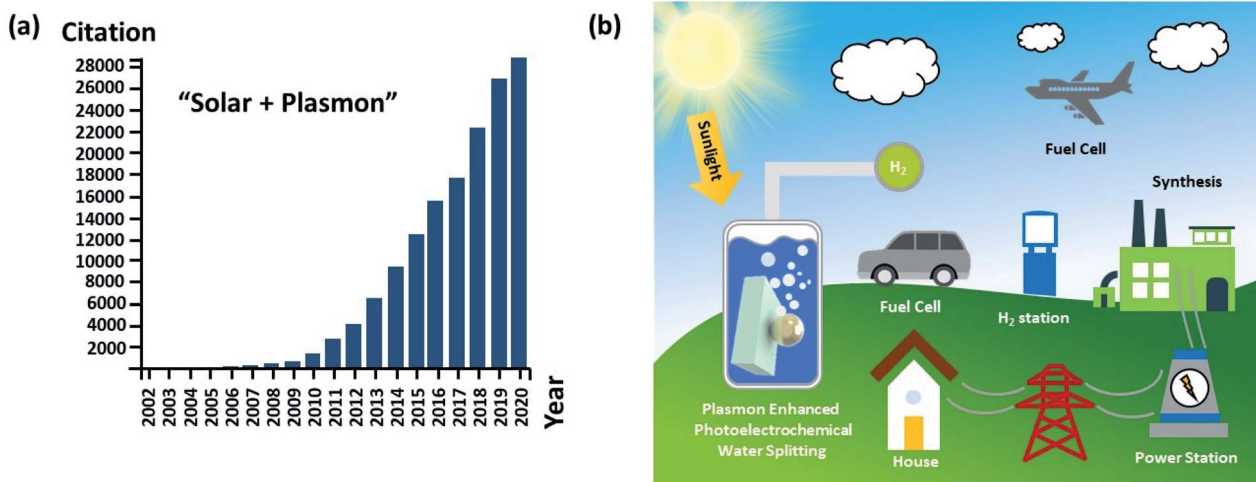 (a) Citation
28000
26000
24000
22000
20000
18000
16000
14000
12000
10000
8000
6000
4000
2000
“Solar + Plasmon”
2002
2003
2004
2005
2006
2007
2008
2009
2010
2011
2012
2013
2014
2015
2016
2017
2018
2019
2020
Year
(b)
Sunlight
H₂
Fuel Cell
Synthesis
Fuel Cell
H₂ station
Plasmon Enhanced
Photoelectrochemical
Water Splitting
House
Power Station